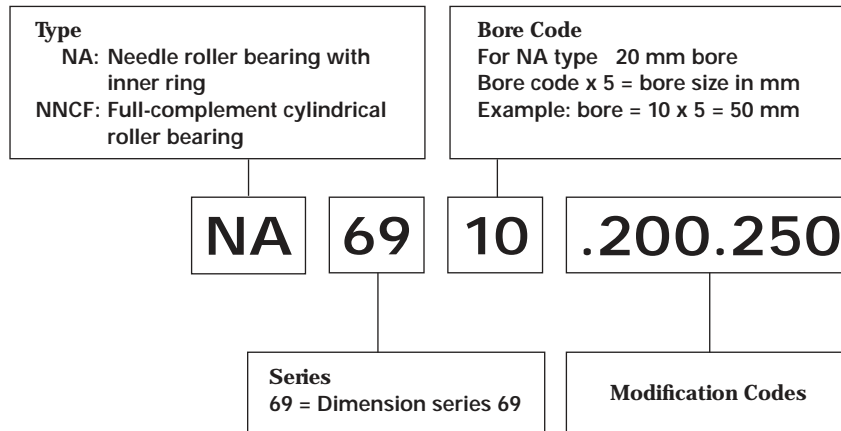 Type
NA: Needle roller bearing with
inner ring
NNCF: Full-complement cylindrical
roller bearing
Bore Code
For NA type 20 mm bore
Bore code x 5 = bore size in mm
Example: bore = 10 x 5 = 50 mm
NA 69 10 .200.250
Series
69 = Dimension series 69
Modification Codes